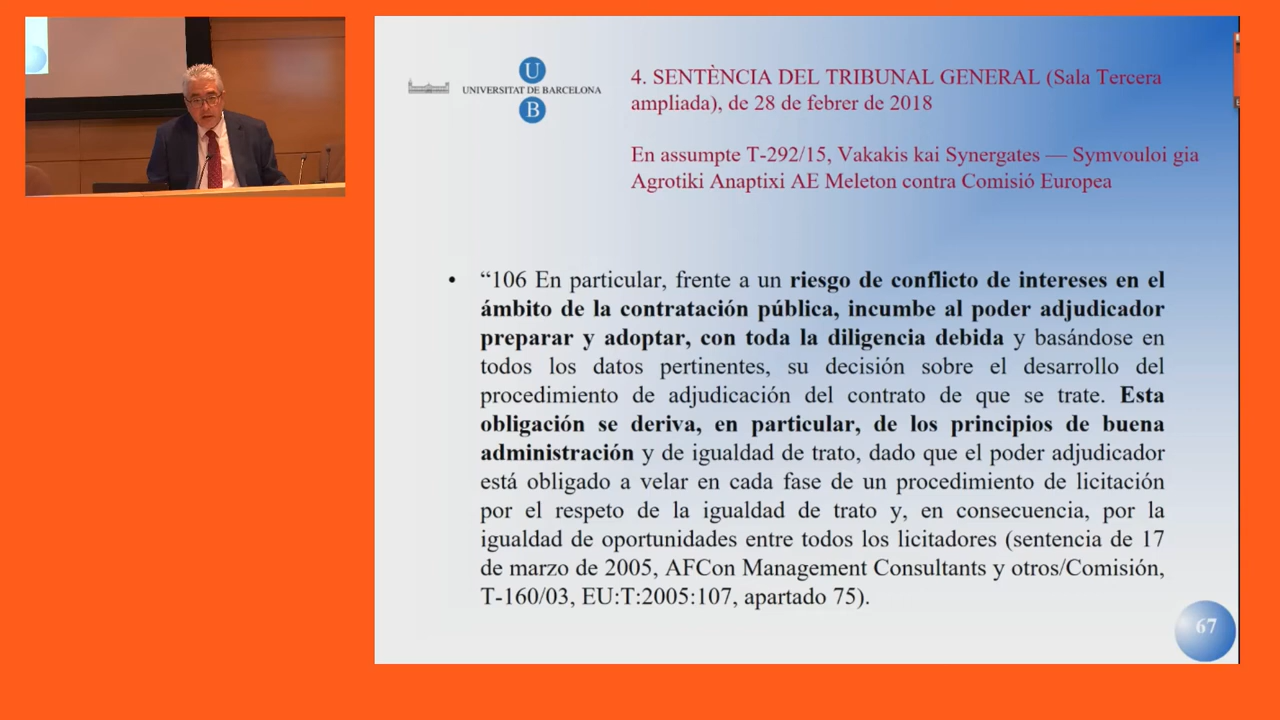 U
UNIVERSITAT DE BARCELONA
B
4. SENTÈNCIA DEL TRIBUNAL GENERAL (Sala Tercera
ampliada), de 28 de febrer de 2018
En assumpte T-292/15, Vakakis kai Synergates — Symvouloi gia
Agrotiki Anaptixi AE Meleton contra Comisió Europea
• “106 En particular, frente a un riesgo de conflicto de intereses en el
ámbito de la contratación pública, incumbe al poder adjudicador
preparar y adoptar, con toda la diligencia debida y basándose en
todos los datos pertinentes, su decisión sobre el desarrollo del
procedimiento de adjudicación del contrato de que se trate. Esta
obligación se deriva, en particular, de los principios de buena
administración y de igualdad de trato, dado que el poder adjudicador
está obligado a velar en cada fase de un procedimiento de licitación
por el respeto de la igualdad de trato y, en consecuencia, por la
igualdad de oportunidades entre todos los licitadores (sentencia de 17
de marzo de 2005, AFCon Management Consultants y otros/Comisión,
T-160/03, EU:T:2005:107, apartado 75).
67